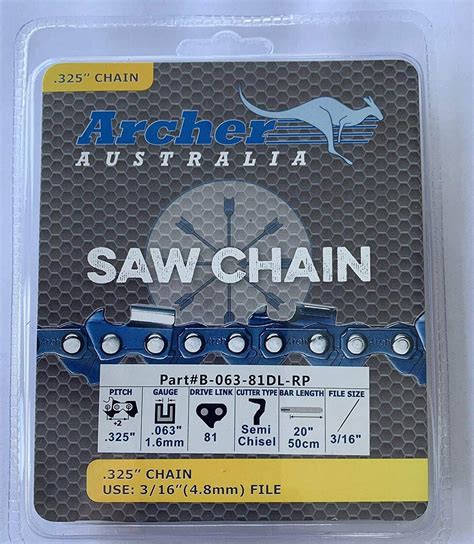 .325” CHAIN
Archer
AUSTRALIA
SAW CHAIN
Part#B-063-81DL-RP
PITCH GAUGE DRIVE LINK CUTTER TYPE BAR LENGTH FILE SIZE
÷2
.325" .063" 1.6mm 81 Semi Chisel 20" 50cm 3/16"
.325” CHAIN
USE: 3/16”(4.8mm) FILE